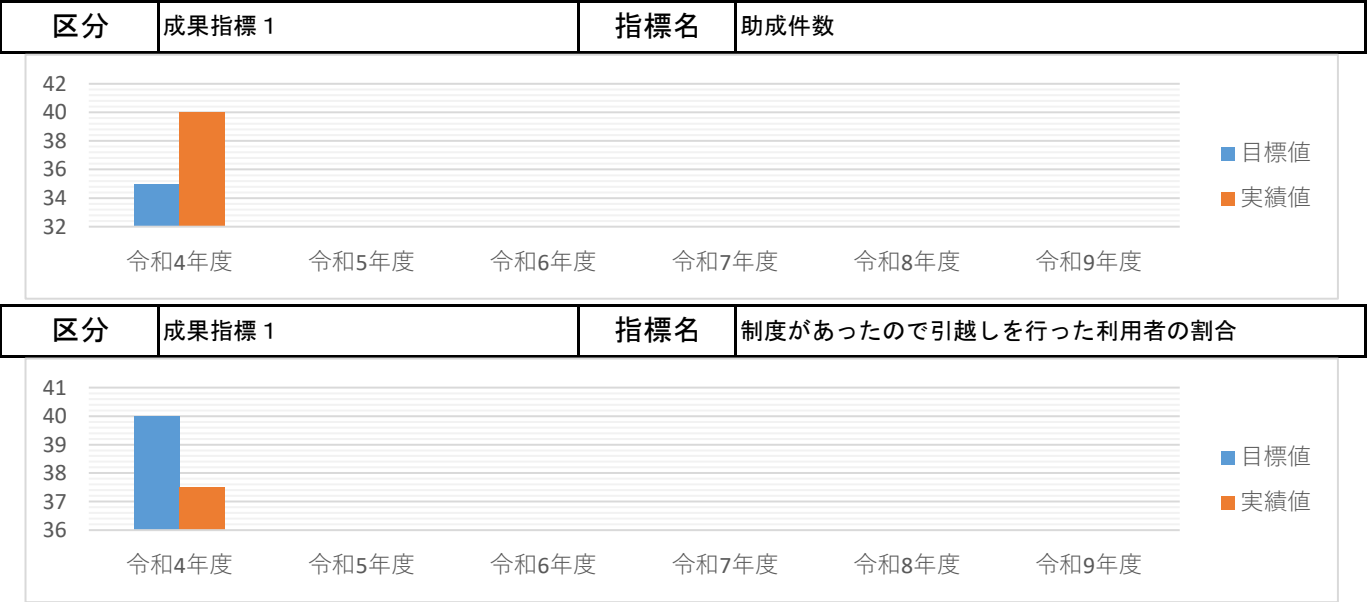 区分 成果指標１ 指標名 助成件数
42
40
38
36
34
32
目標値
実績値
令和4年度 令和5年度 令和6年度 令和7年度 令和8年度 令和9年度
区分 成果指標１ 指標名 制度があったので引越しを行った利用者の割合
41
40
39
38
37
36
目標値
実績値
令和4年度 令和5年度 令和6年度 令和7年度 令和8年度 令和9年度